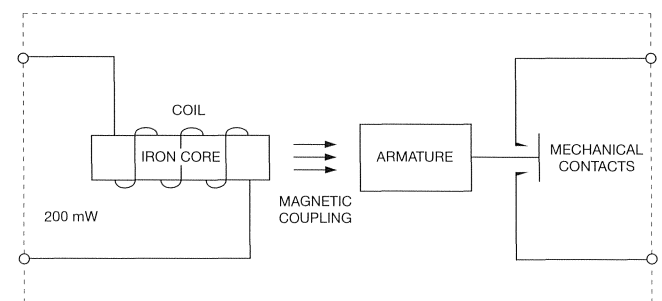 COIL
IRON CORE
ARMATURE
MECHANICAL
CONTACTS
MAGNETIC
COUPLING
200 mW